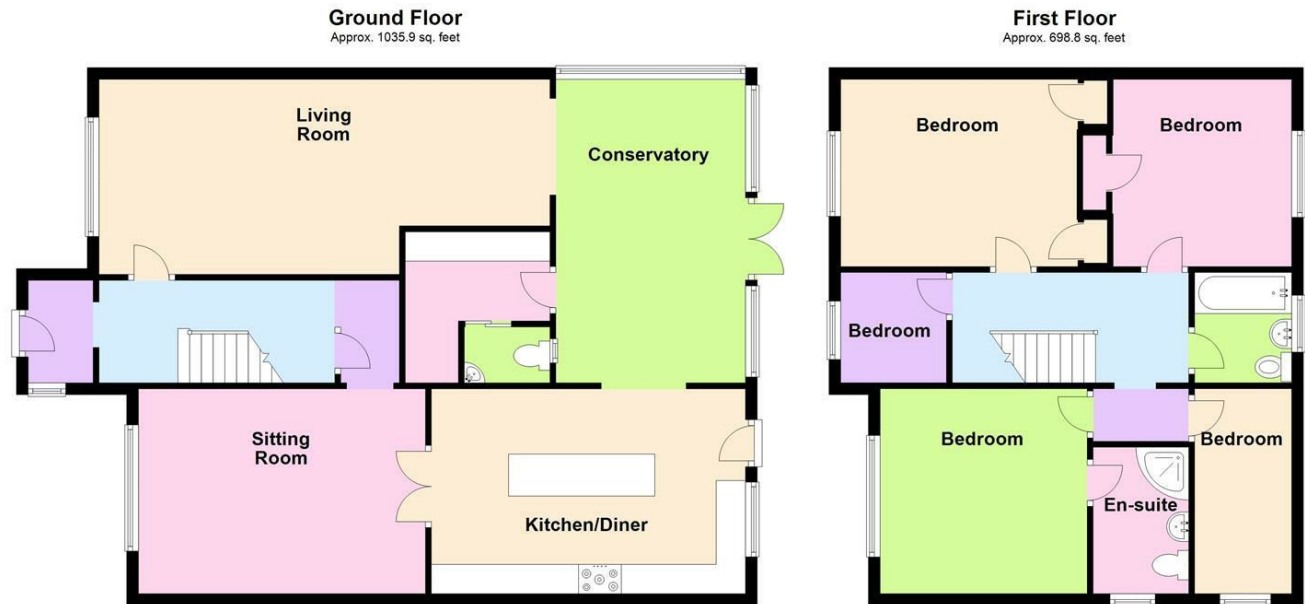 Ground Floor
Approx. 1035.9 sq. feet
Living
Room
Conservatory
Sitting
Room
Kitchen/Diner
First Floor
Approx. 698.8 sq. feet
Bedroom
Bedroom
Bedroom
Bedroom
Bedroom
En-suite